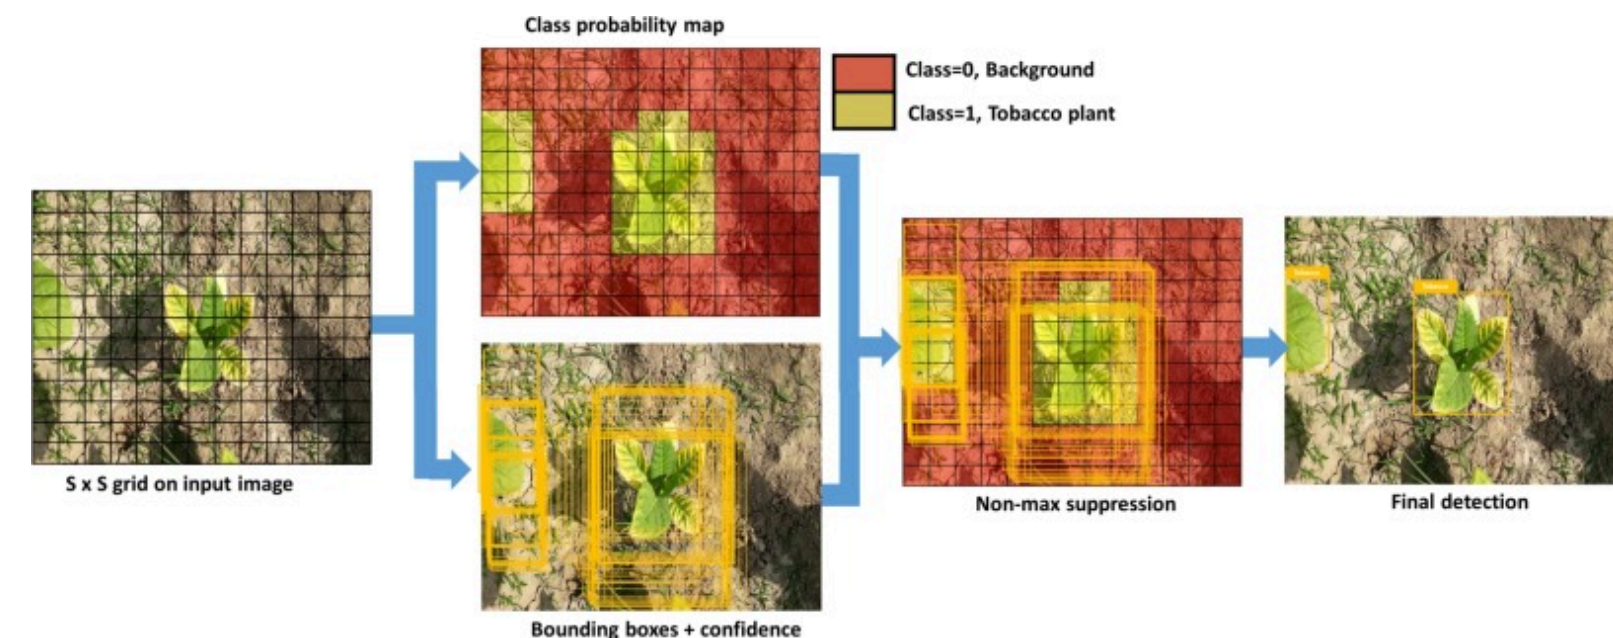 Class probability map
Class=0, Background
Class=1, Tobacco plant
S x S grid on input image
Bounding boxes + confidence
Non-max suppression
Final detection